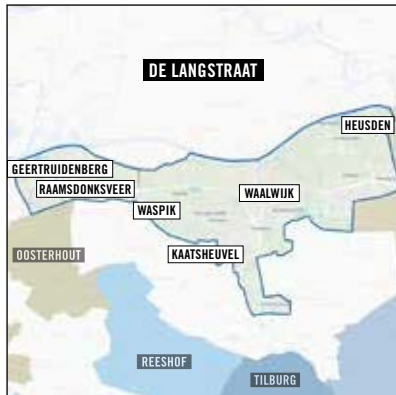 DE LANGSTRAAT
HEUSDEN
GEERTRUIDENBERG
RAAMSDONKSVEER
WAALWIJK
WASPIK
KAATSHEUVEL
OOSTERHOUT
REESHOF
TILBURG